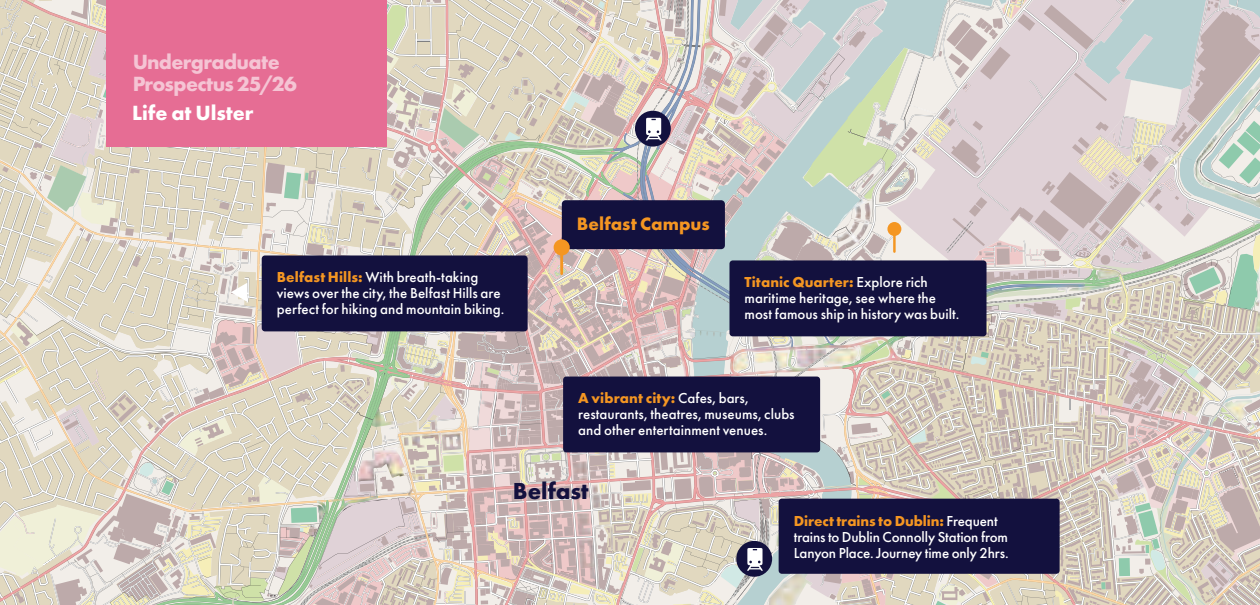 Undergraduate
Prospectus 25/26
Life at Ulster
Belfast Campus
Belfast Hills: With breath-taking
views over the city, the Belfast Hills are
perfect for hiking and mountain biking.
Titanic Quarter: Explore rich
maritime heritage, see where the
most famous ship in history was built.
A vibrant city: Cafes, bars,
restaurants, theatres, museums, clubs
and other entertainment venues.
Belfast
Direct trains to Dublin: Frequent
trains to Dublin Connolly Station from
Lanyon Place. Journey time only 2hrs.